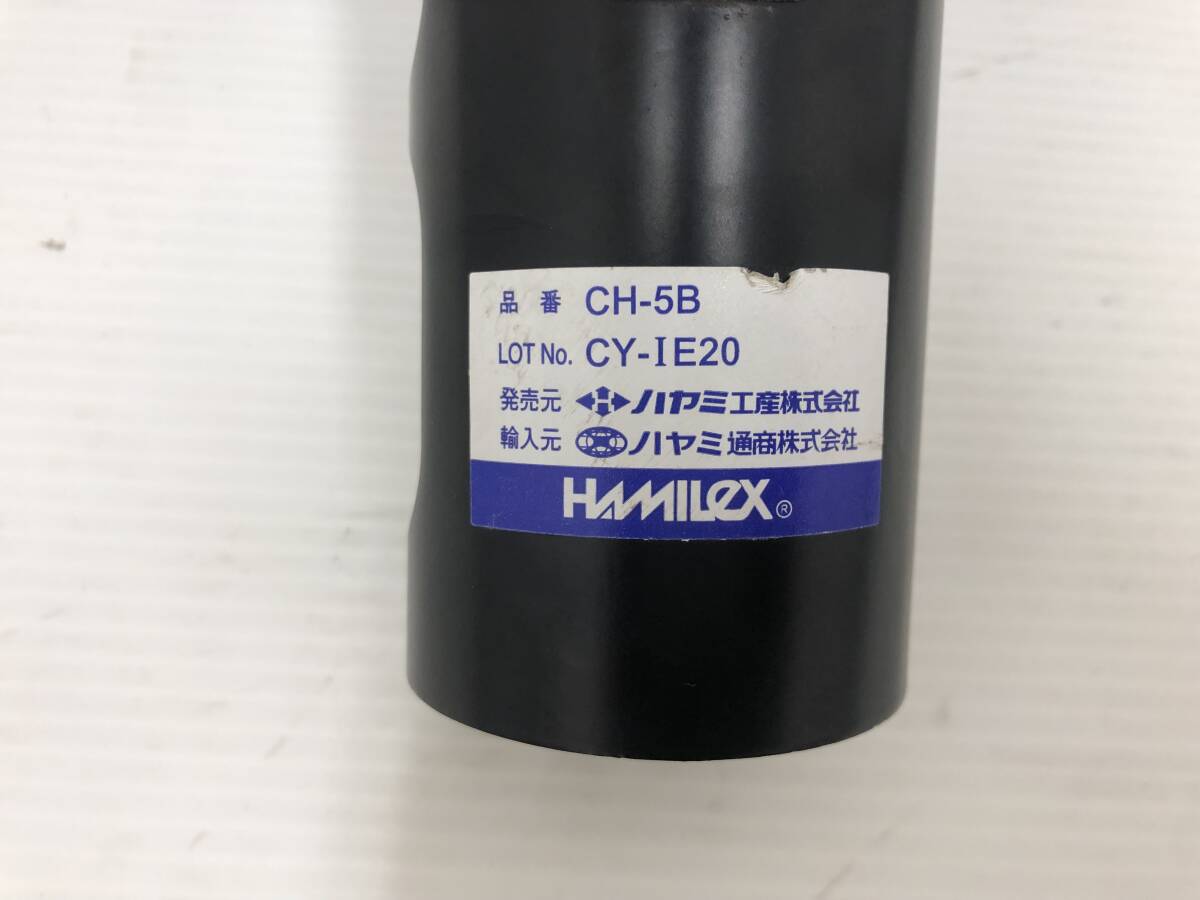 品番 CH-5B
LOT No. CY-IE20
発売元 ハヤミ工産株式会社
輸入元 ハヤミ通商株式会社
HAMILEX®